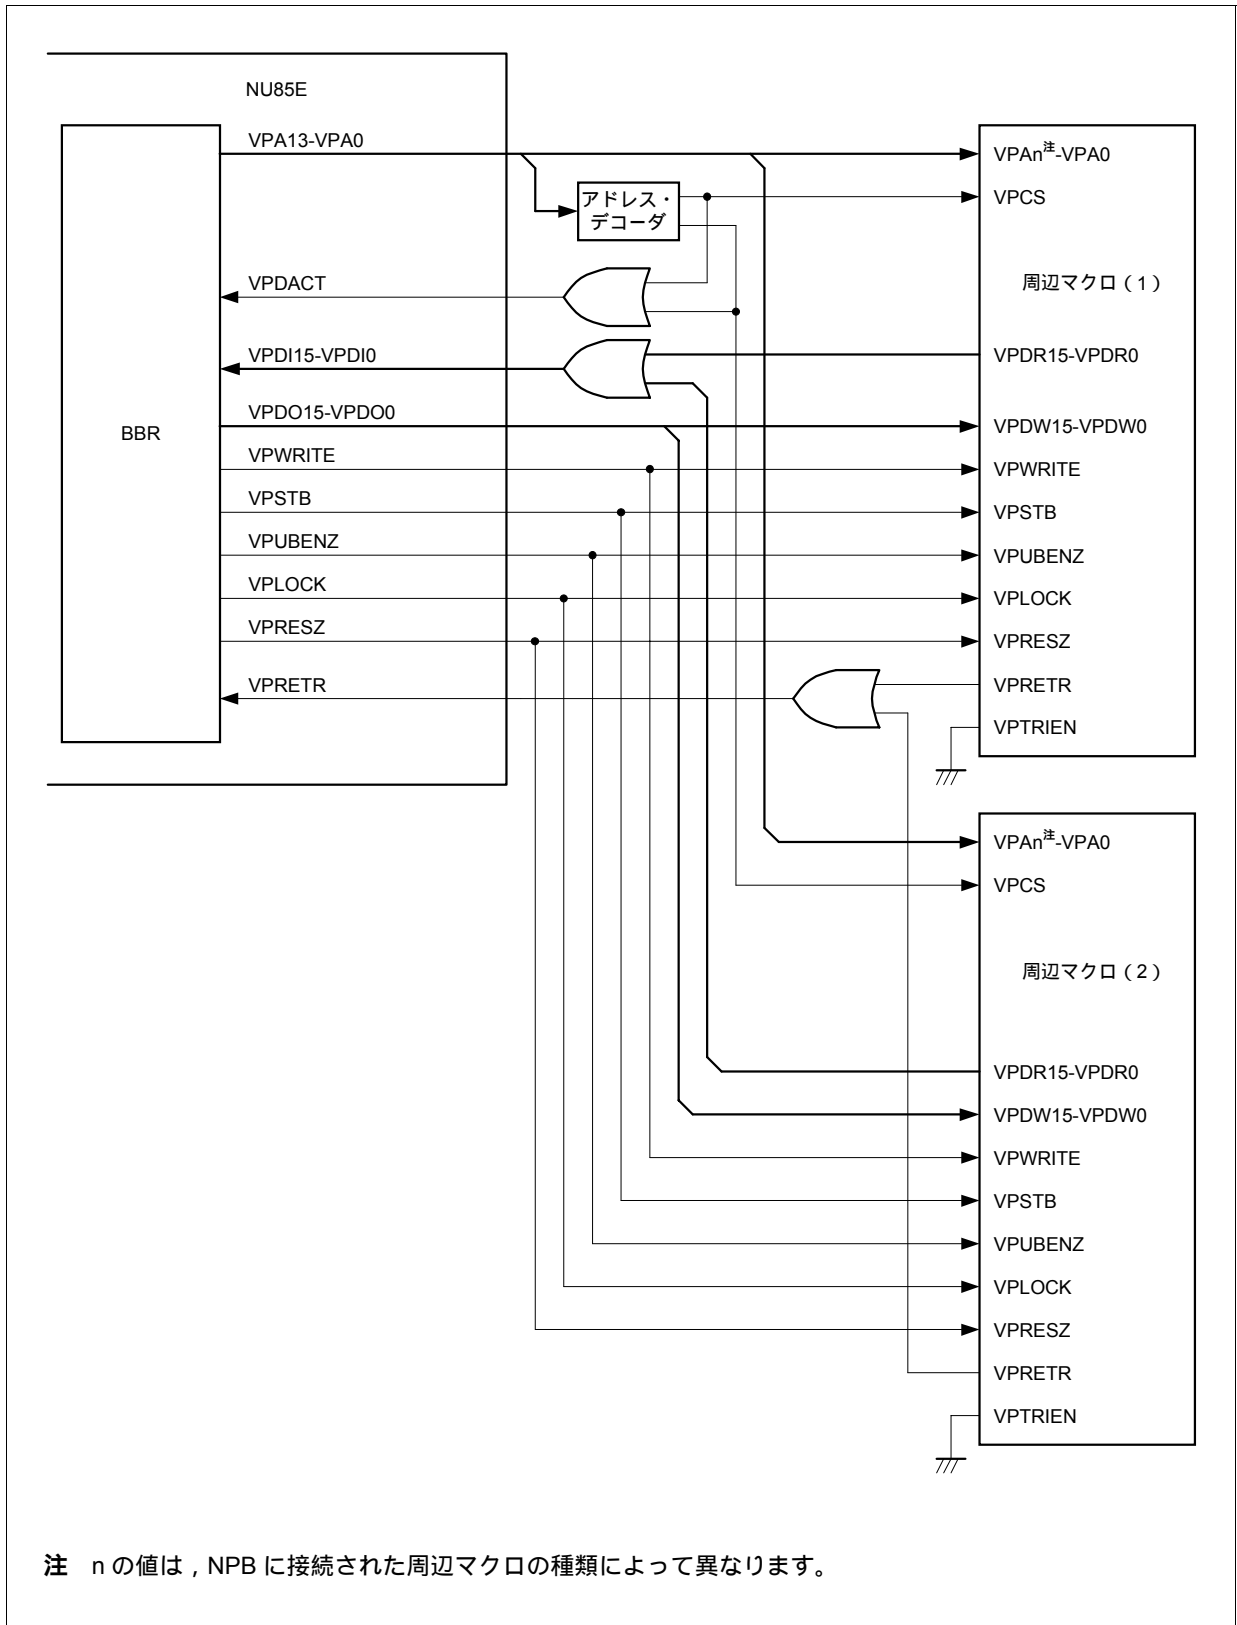 NU85E
BBR
VPA13-VPA0
アドレス・
デコーダ
VPDACT
VPDI15-VPDI0
VPDO15-VPDO0
VPWRITE
VPSTB
VPUBENZ
VPLOCK
VPRESZ
VPRETR
VPAn注-VPA0
VPCS
周辺マクロ(1)
VPDR15-VPDR0
VPDW15-VPDW0
VPWRITE
VPSTB
VPUBENZ
VPLOCK
VPRESZ
VPRETR
VPTRIEN
VPAn注-VPA0
VPCS
周辺マクロ(2)
VPDR15-VPDR0
VPDW15-VPDW0
VPWRITE
VPSTB
VPUBENZ
VPLOCK
VPRESZ
VPRETR
VPTRIEN
注 n の値は,NPB に接続された周辺マクロの種類によって異なります。